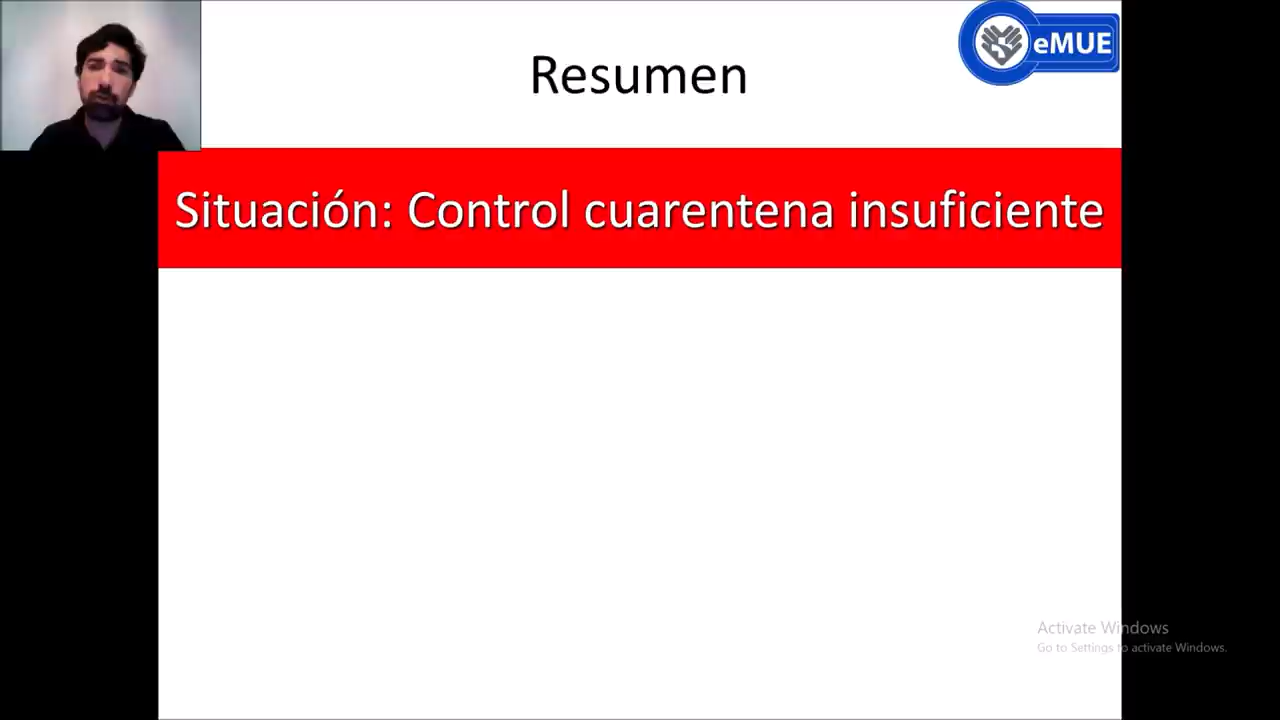 eMUE
Resumen
Situación: Control cuarentena insuficiente
Activate Windows
Go to Settings to activate Windows.